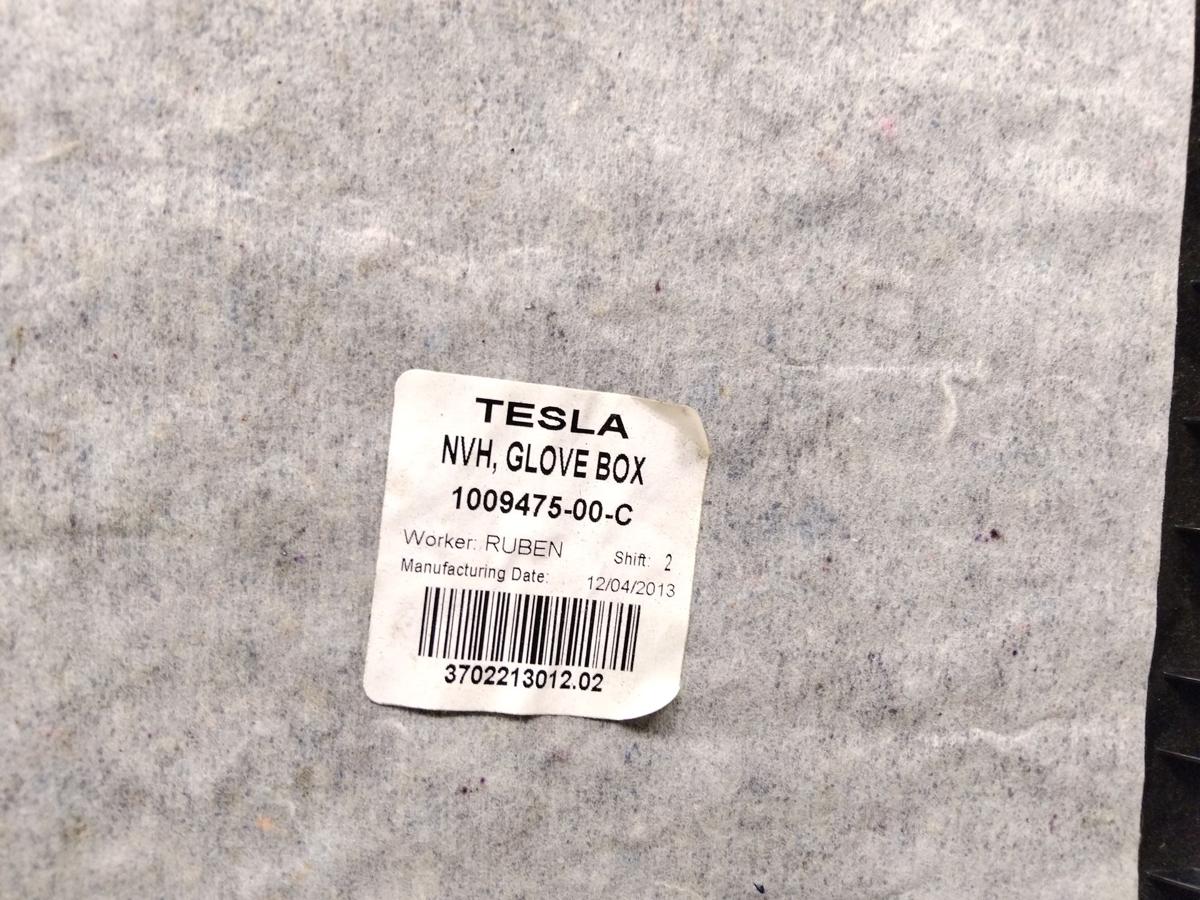 TESLA
NVH, GLOVE BOX
1009475-00-C
Worker: RUBEN Shift: 2
Manufacturing Date: 12/04/2013
3702213012.02